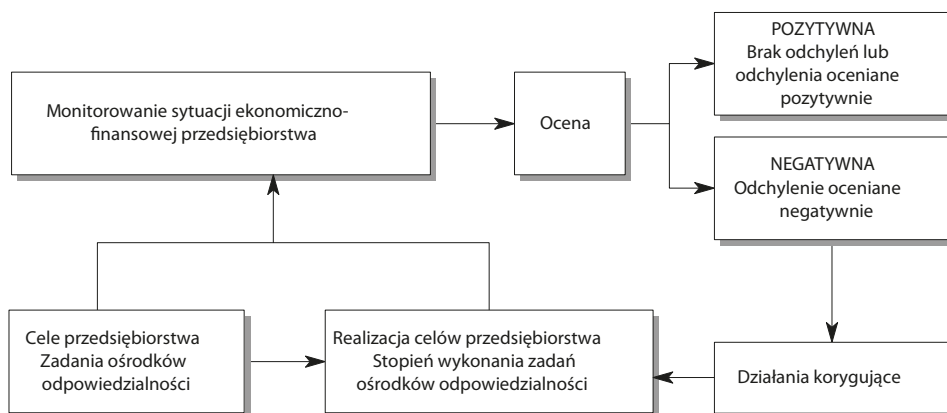 POZYTYWNA
Brak odchyleń lub
odchylenia oceniane
pozytywnie
Monitorowanie sytuacji ekonomiczno-
finansowej przedsiębiorstwa
Ocena
NEGATYWNA
Odchylenie oceniane
negatywnie
Cele przedsiębiorstwa
Zadania ośrodków
odpowiedzialności
Realizacja celów przedsiębiorstwa
Stopień wykonania zadań
ośrodków odpowiedzialności
Działania korygujące